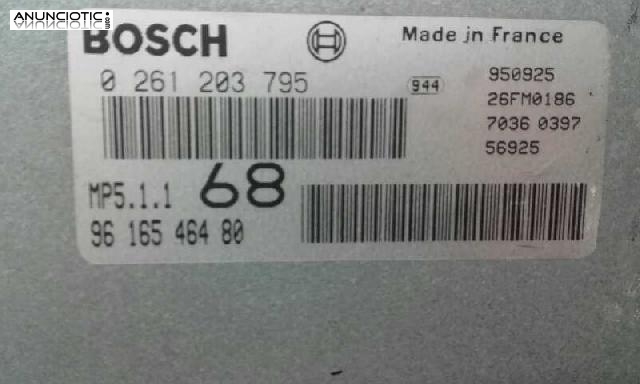 ANUNCIOTIC
BOSCH
Made in France
0 261 203 795
944
950925
26FM0186
7036 0397
56925
MP5.1.1 68
96 165 464 80